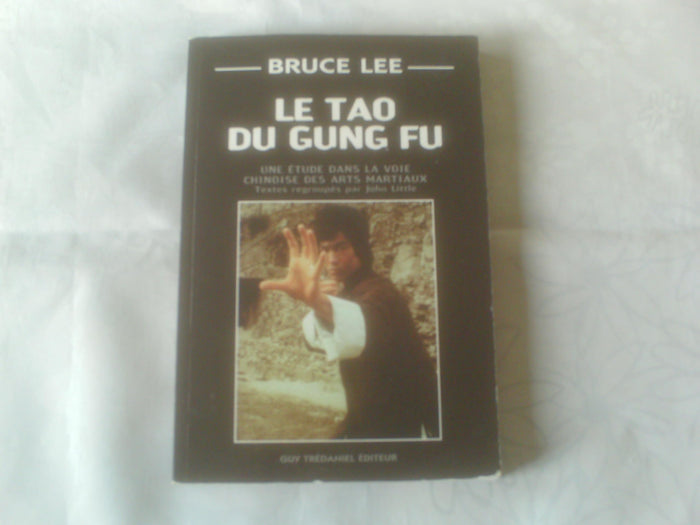 BRUCE LEE
LE TAO
DU GUNG FU
UNE ÉTUDE DANS LA VOIE
CHINOISE DES ARTS MARTIAUX
Textes regroupés par John Little
GUY TRÉDANIEL ÉDITEUR